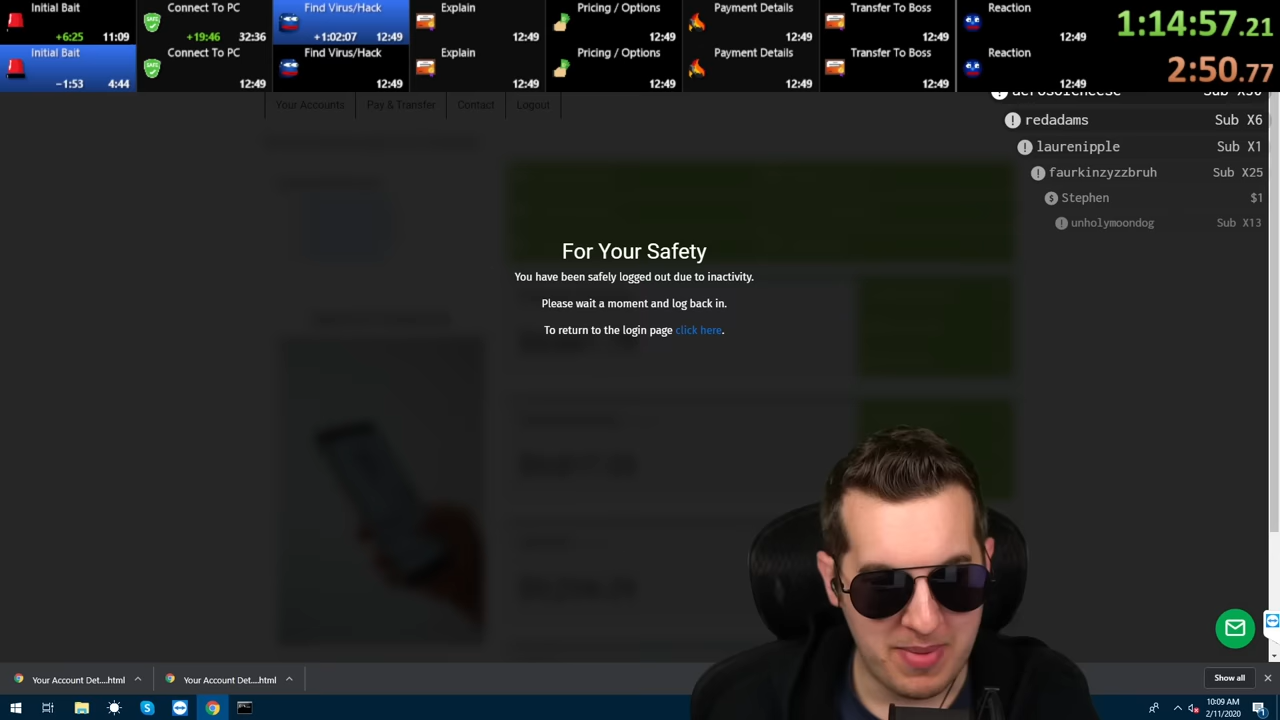 Initial Bait
+6:25 11:09
Connect To PC
+19:46 32:36
Find Virus/Hack
+1:02:07 12:49
Explain
12:49
Pricing / Options
12:49
Payment Details
12:49
Transfer To Boss
12:49
Reaction
12:49
1:14:57.21
Initial Bait
−1:53 4:44
Connect To PC
12:49
Find Virus/Hack
12:49
Explain
12:49
Pricing / Options
12:49
Payment Details
12:49
Transfer To Boss
12:49
Reaction
12:49
2:50.77
Your Accounts
Pay & Transfer
Contact
Logout
redadams Sub X6
laurenipple Sub X1
faurkinzyzzbruh Sub X25
Stephen $1
unholymoondog Sub X13
For Your Safety
You have been safely logged out due to inactivity.
Please wait a moment and log back in.
To return to the login page click here.
Your Account Det....html
Your Account Det....html
Show all
10:09 AM
2/11/2020